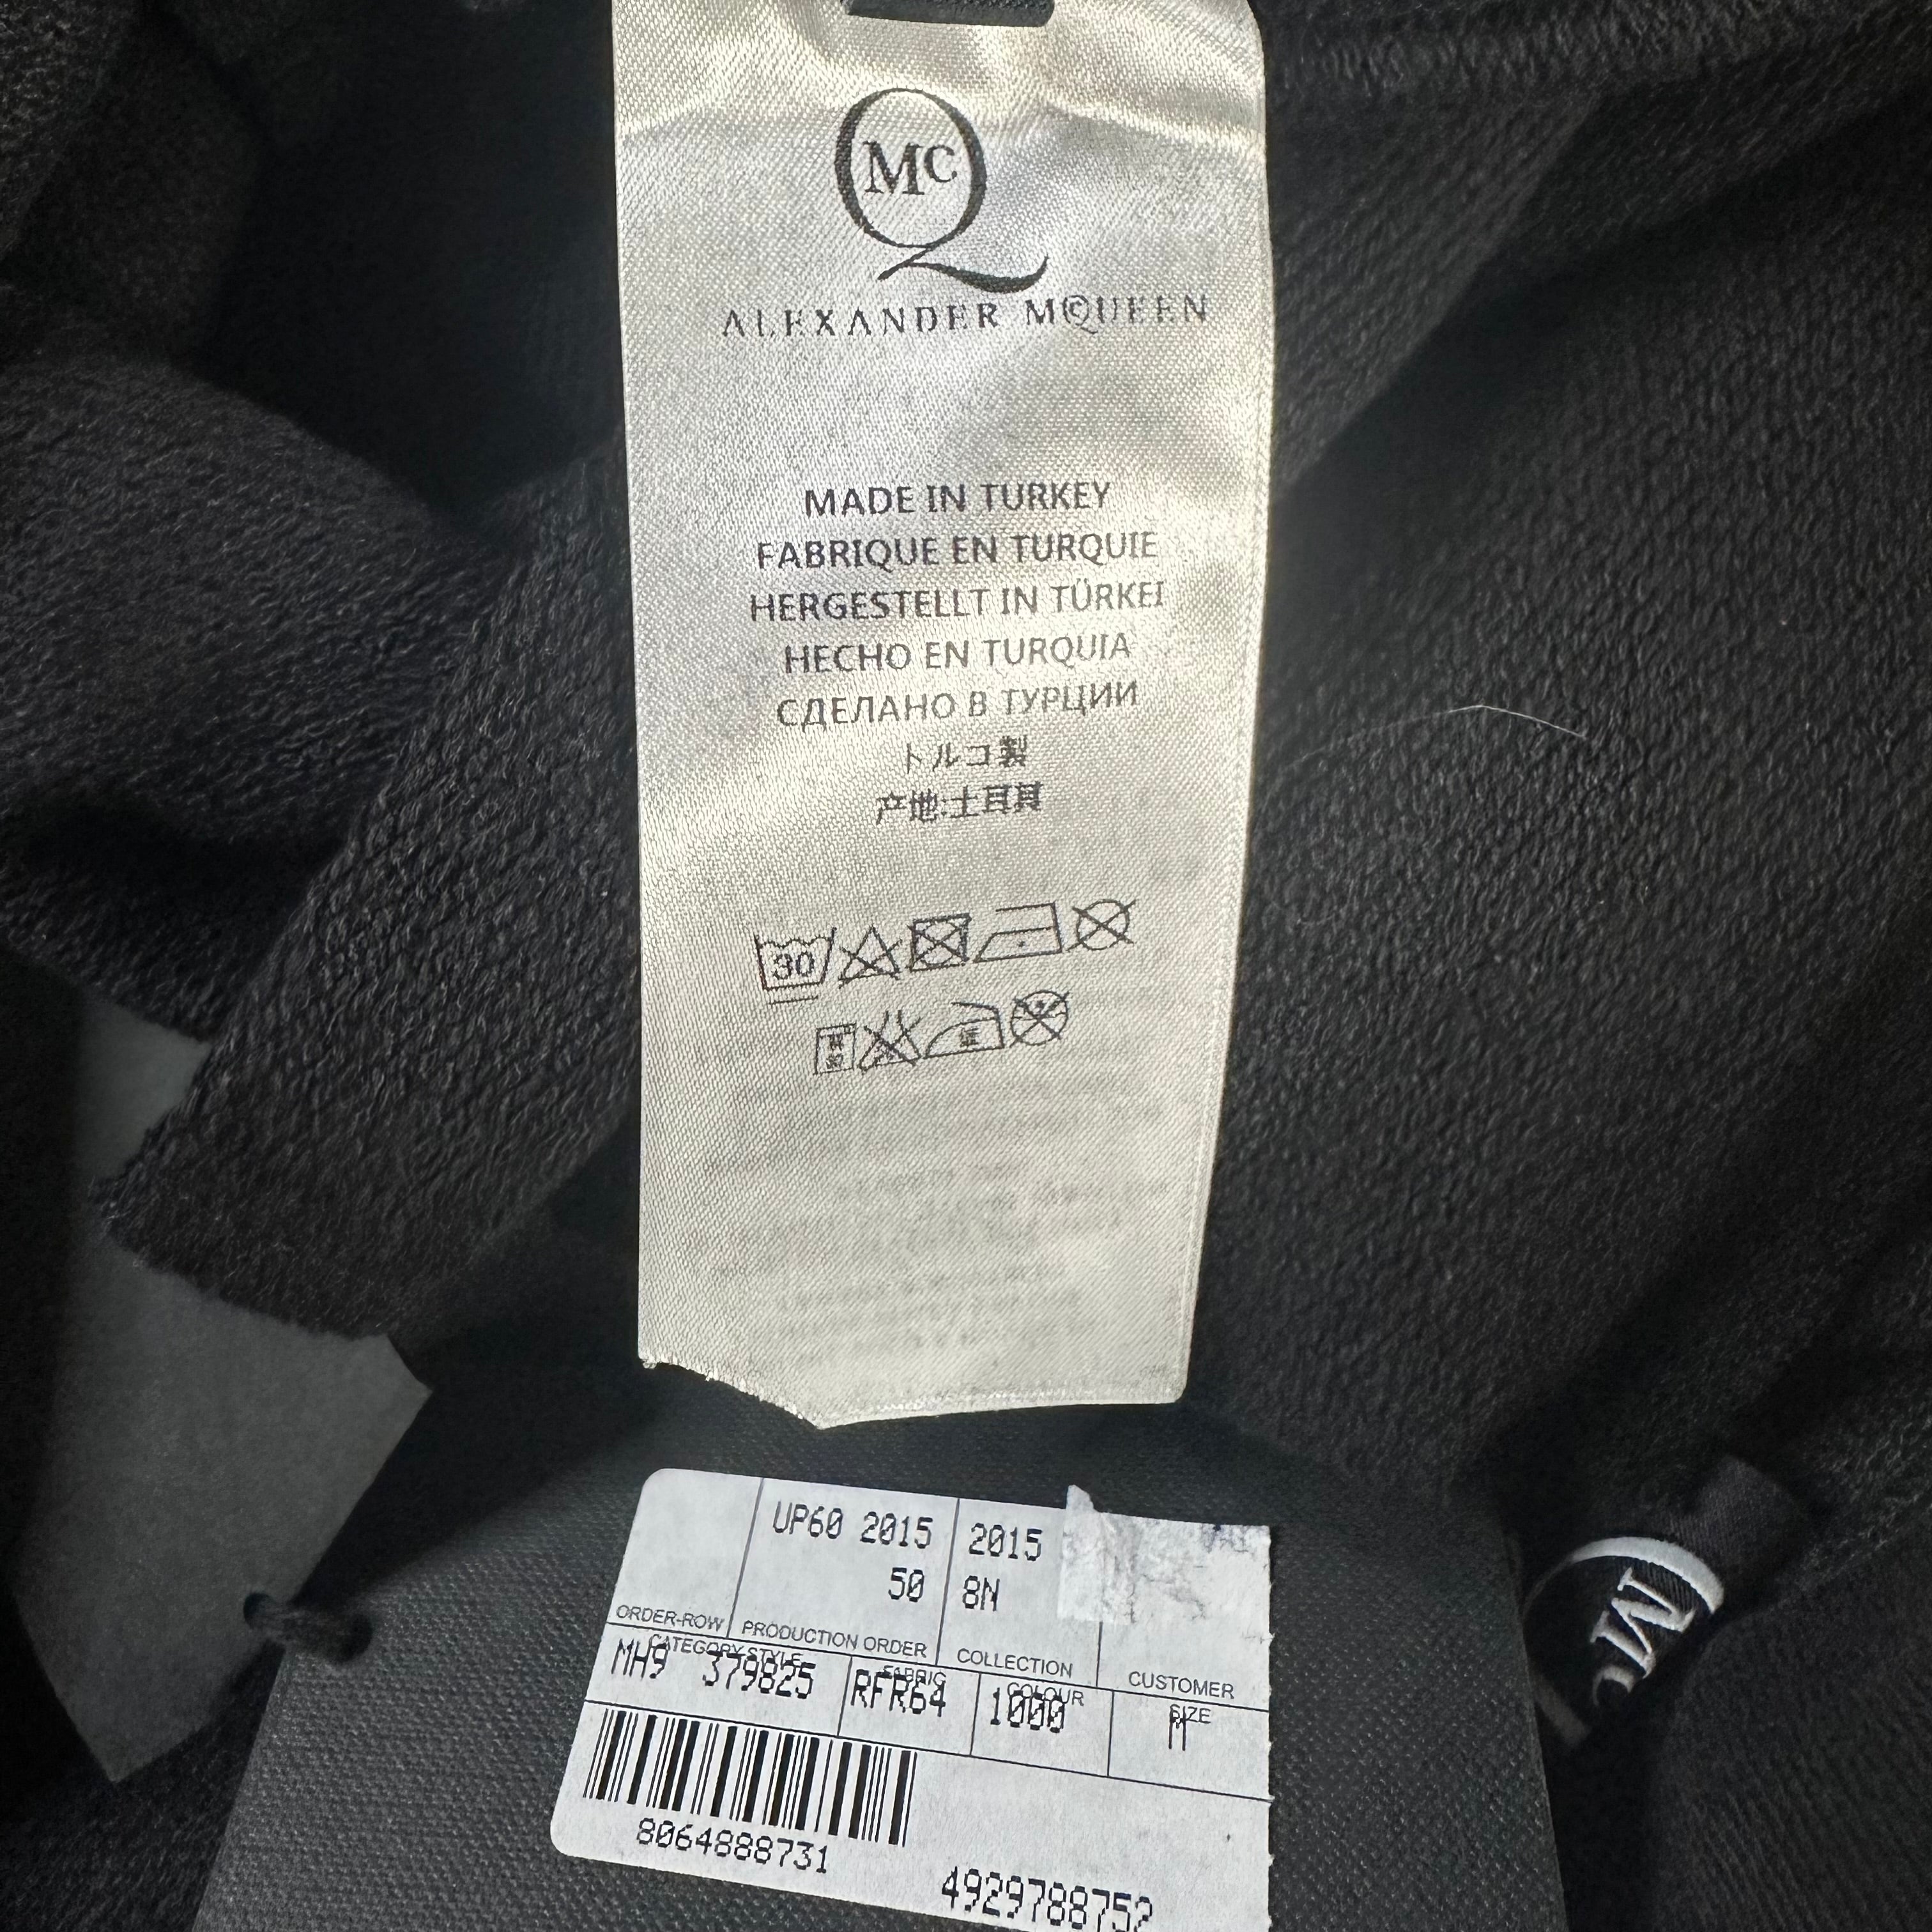 McQ
ALEXANDER McQUEEN
MADE IN TURKEY
FABRIQUE EN TURQUIE
HERGESTELLT IN TÜRKEI
HECHO EN TURQUIA
СДЕЛАНО В ТУРЦИИ
トルコ製
产地:土耳其
30
UP60 2015
50
2015
8N
ORDER-ROW
PRODUCTION ORDER
COLLECTION
CUSTOMER
CATEGORY STYLE
FABRIC
COLOUR
SIZE
MH9 379825
RFR64
1000
M
8064888731
4929788752
Mc